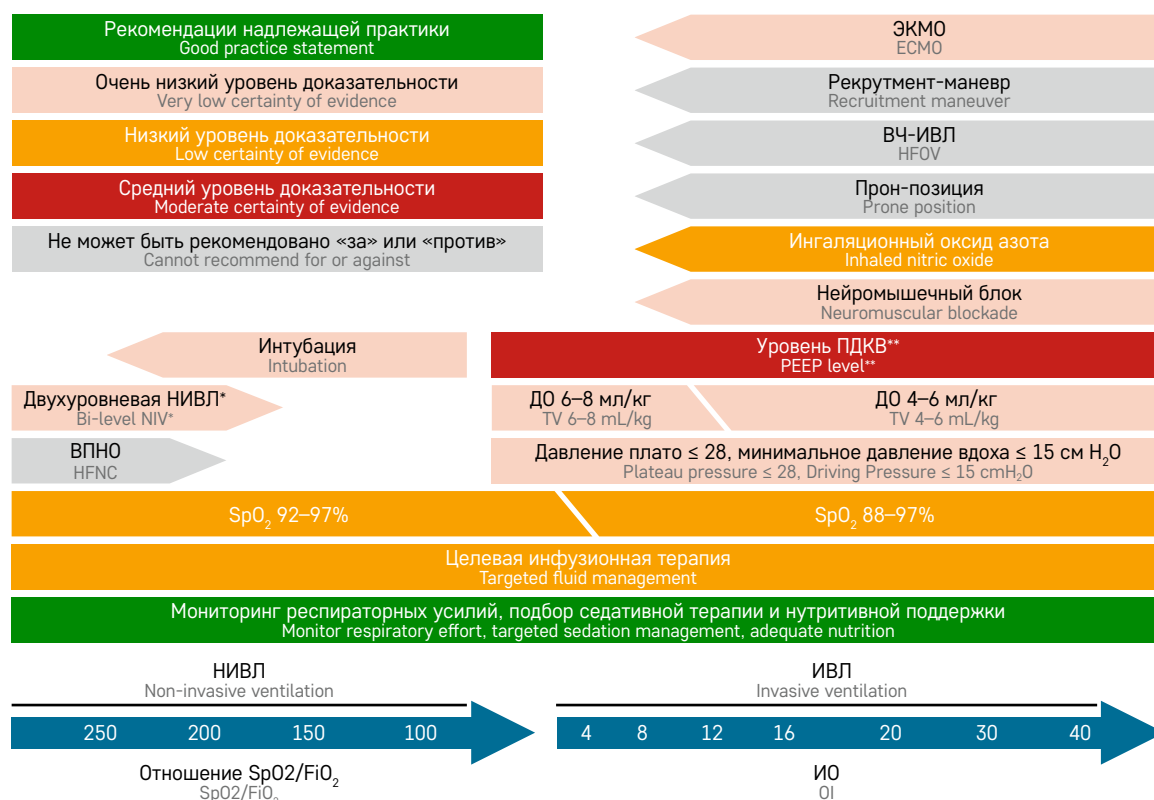 Рекомендации надлежащей практики
Good practice statement
Очень низкий уровень доказательности
Very low certainty of evidence
Низкий уровень доказательности
Low certainty of evidence
Средний уровень доказательности
Moderate certainty of evidence
Не может быть рекомендовано «за» или «против»
Cannot recommend for or against
ЭКМО
ECMO
Рекрутмент-маневр
Recruitment maneuver
ВЧ-ИВЛ
HFOV
Прон-позиция
Prone position
Ингаляционный оксид азота
Inhaled nitric oxide
Нейромышечный блок
Neuromuscular blockade
Интубация
Intubation
Уровень ПДКВ**
PEEP level**
Двухуровневая НИВЛ*
Bi-level NIV*
ДО 6–8 мл/кг
TV 6–8 mL/kg
ДО 4–6 мл/кг
TV 4–6 mL/kg
ВПНО
HFNC
Давление плато ≤ 28, минимальное давление вдоха ≤ 15 см H₂O
Plateau pressure ≤ 28, Driving Pressure ≤ 15 cmH₂O
SpO₂ 92–97%
SpO₂ 88–97%
Целевая инфузионная терапия
Targeted fluid management
Мониторинг респираторных усилий, подбор седативной терапии и нутритивной поддержки
Monitor respiratory effort, targeted sedation management, adequate nutrition
НИВЛ
Non-invasive ventilation
ИВЛ
Invasive ventilation
250 200 150 100
4 8 12 16 20 30 40
Отношение SpO2/FiO₂
SpO2/FiO₂
ИО
OI